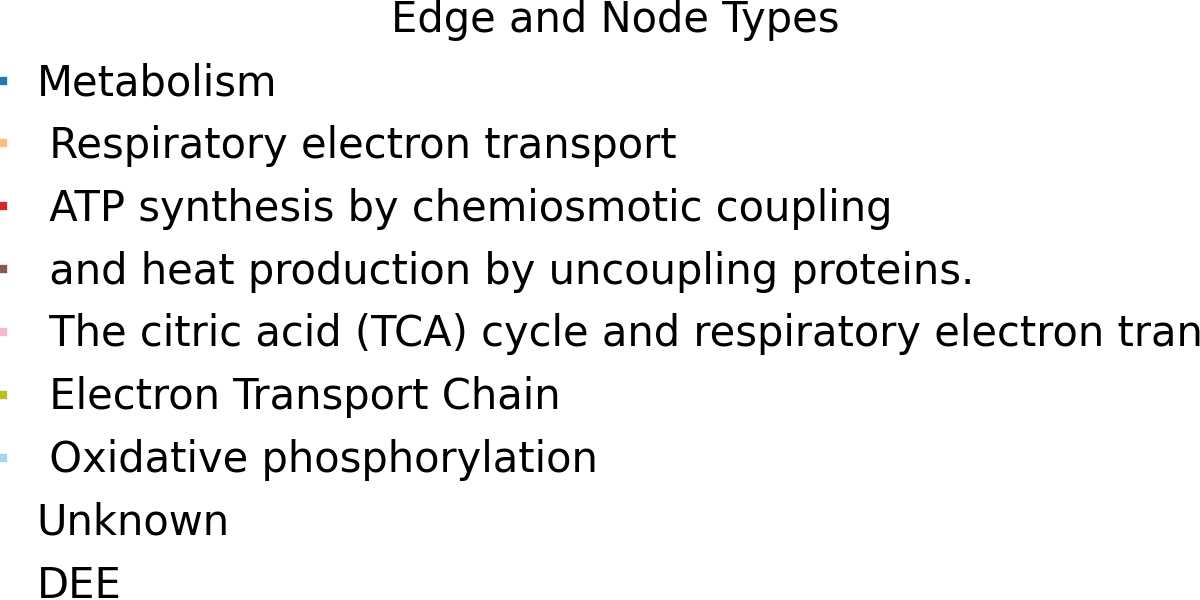 Edge and Node Types
Metabolism
Respiratory electron transport
ATP synthesis by chemiosmotic coupling
and heat production by uncoupling proteins.
The citric acid (TCA) cycle and respiratory electron tran
Electron Transport Chain
Oxidative phosphorylation
Unknown
DEE